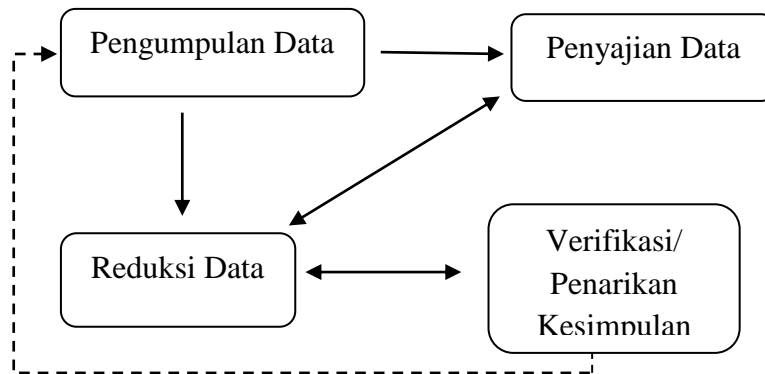 Pengumpulan Data
Penyajian Data
Reduksi Data
Verifikasi/
Penarikan
Kesimpulan